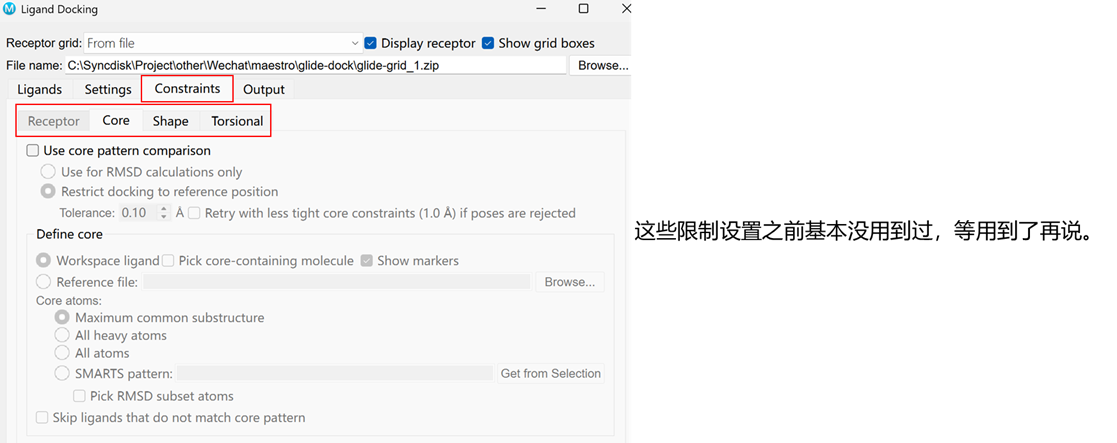 Ligand Docking
Receptor grid: From file Display receptor Show grid boxes
File name: C:\Syncdisk\Project\other\Wechat\maestro\glide-dock\glide-grid_1.zip Browse...
Ligands Settings Constraints Output
Receptor Core Shape Torsional
Use core pattern comparison
Use for RMSD calculations only
Restrict docking to reference position
Tolerance: 0.10 Å Retry with less tight core constraints (1.0 Å) if poses are rejected
Define core
Workspace ligand Pick core-containing molecule Show markers
Reference file: Browse...
Core atoms:
Maximum common substructure
All heavy atoms
All atoms
SMARTS pattern: Get from Selection
Pick RMSD subset atoms
Skip ligands that do not match core pattern
这些限制设置之前基本没用到过，等用到了再说。